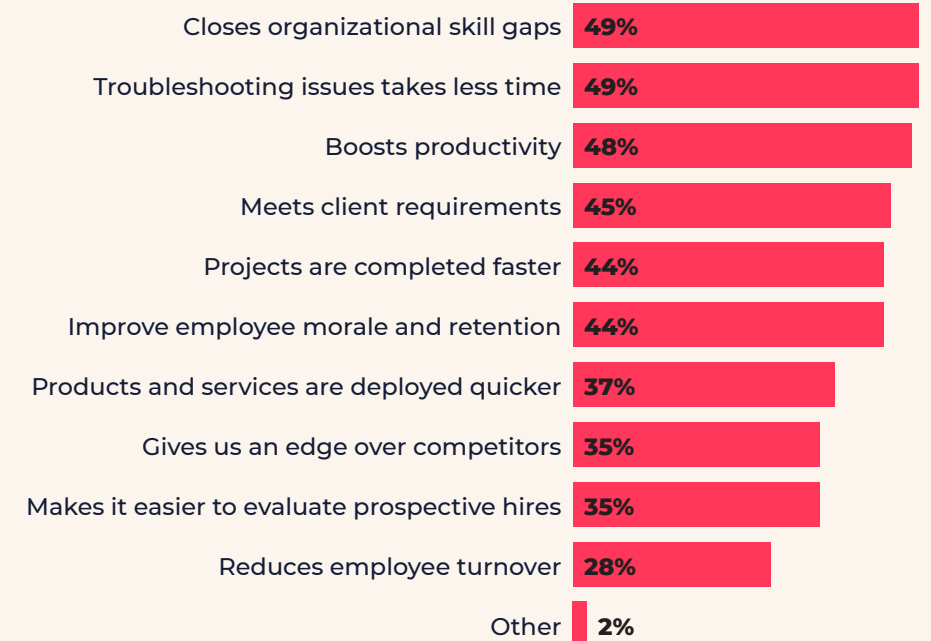 Closes organizational skill gaps 49%
Troubleshooting issues takes less time 49%
Boosts productivity 48%
Meets client requirements 45%
Projects are completed faster 44%
Improve employee morale and retention 44%
Products and services are deployed quicker 37%
Gives us an edge over competitors 35%
Makes it easier to evaluate prospective hires 35%
Reduces employee turnover 28%
Other 2%